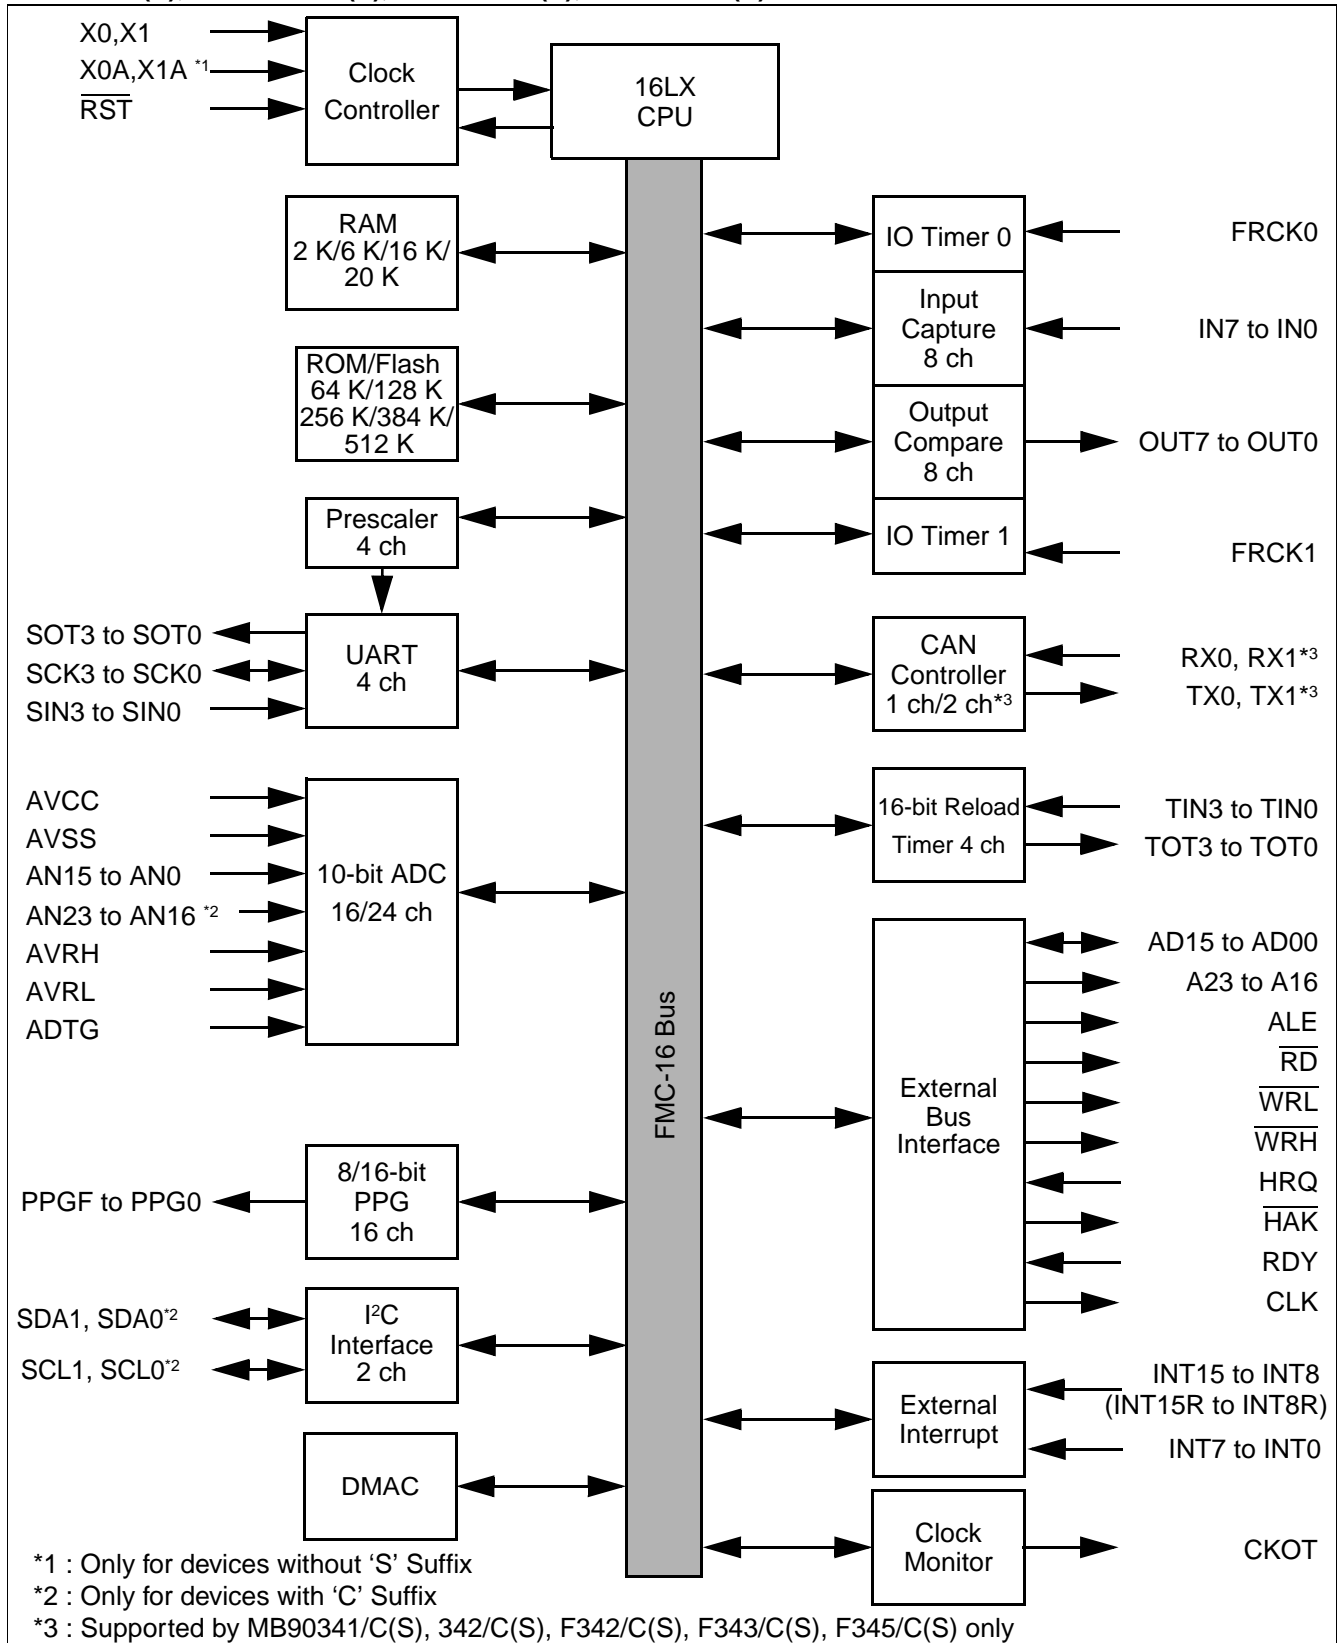 X0,X1
X0A,X1A *1
RST
Clock
Controller
16LX
CPU
RAM
2 K/6 K/16 K/
20 K
ROM/Flash
64 K/128 K
256 K/384 K/
512 K
Prescaler
4 ch
SOT3 to SOT0
SCK3 to SCK0
SIN3 to SIN0
UART
4 ch
AVCC
AVSS
AN15 to AN0
AN23 to AN16 *2
AVRH
AVRL
ADTG
10-bit ADC
16/24 ch
PPGF to PPG0
8/16-bit
PPG
16 ch
SDA1, SDA0*2
SCL1, SCL0*2
I²C
Interface
2 ch
DMAC
FMC-16 Bus
IO Timer 0
FRCK0
Input
Capture
8 ch
IN7 to IN0
Output
Compare
8 ch
OUT7 to OUT0
IO Timer 1
FRCK1
CAN
Controller
1 ch/2 ch*3
RX0, RX1*3
TX0, TX1*3
16-bit Reload
Timer 4 ch
TIN3 to TIN0
TOT3 to TOT0
External
Bus
Interface
AD15 to AD00
A23 to A16
ALE
RD
WRL
WRH
HRQ
HAK
RDY
CLK
External
Interrupt
INT15 to INT8
(INT15R to INT8R)
INT7 to INT0
Clock
Monitor
CKOT
*1 : Only for devices without ‘S’ Suffix
*2 : Only for devices with ‘C’ Suffix
*3 : Supported by MB90341/C(S), 342/C(S), F342/C(S), F343/C(S), F345/C(S) only